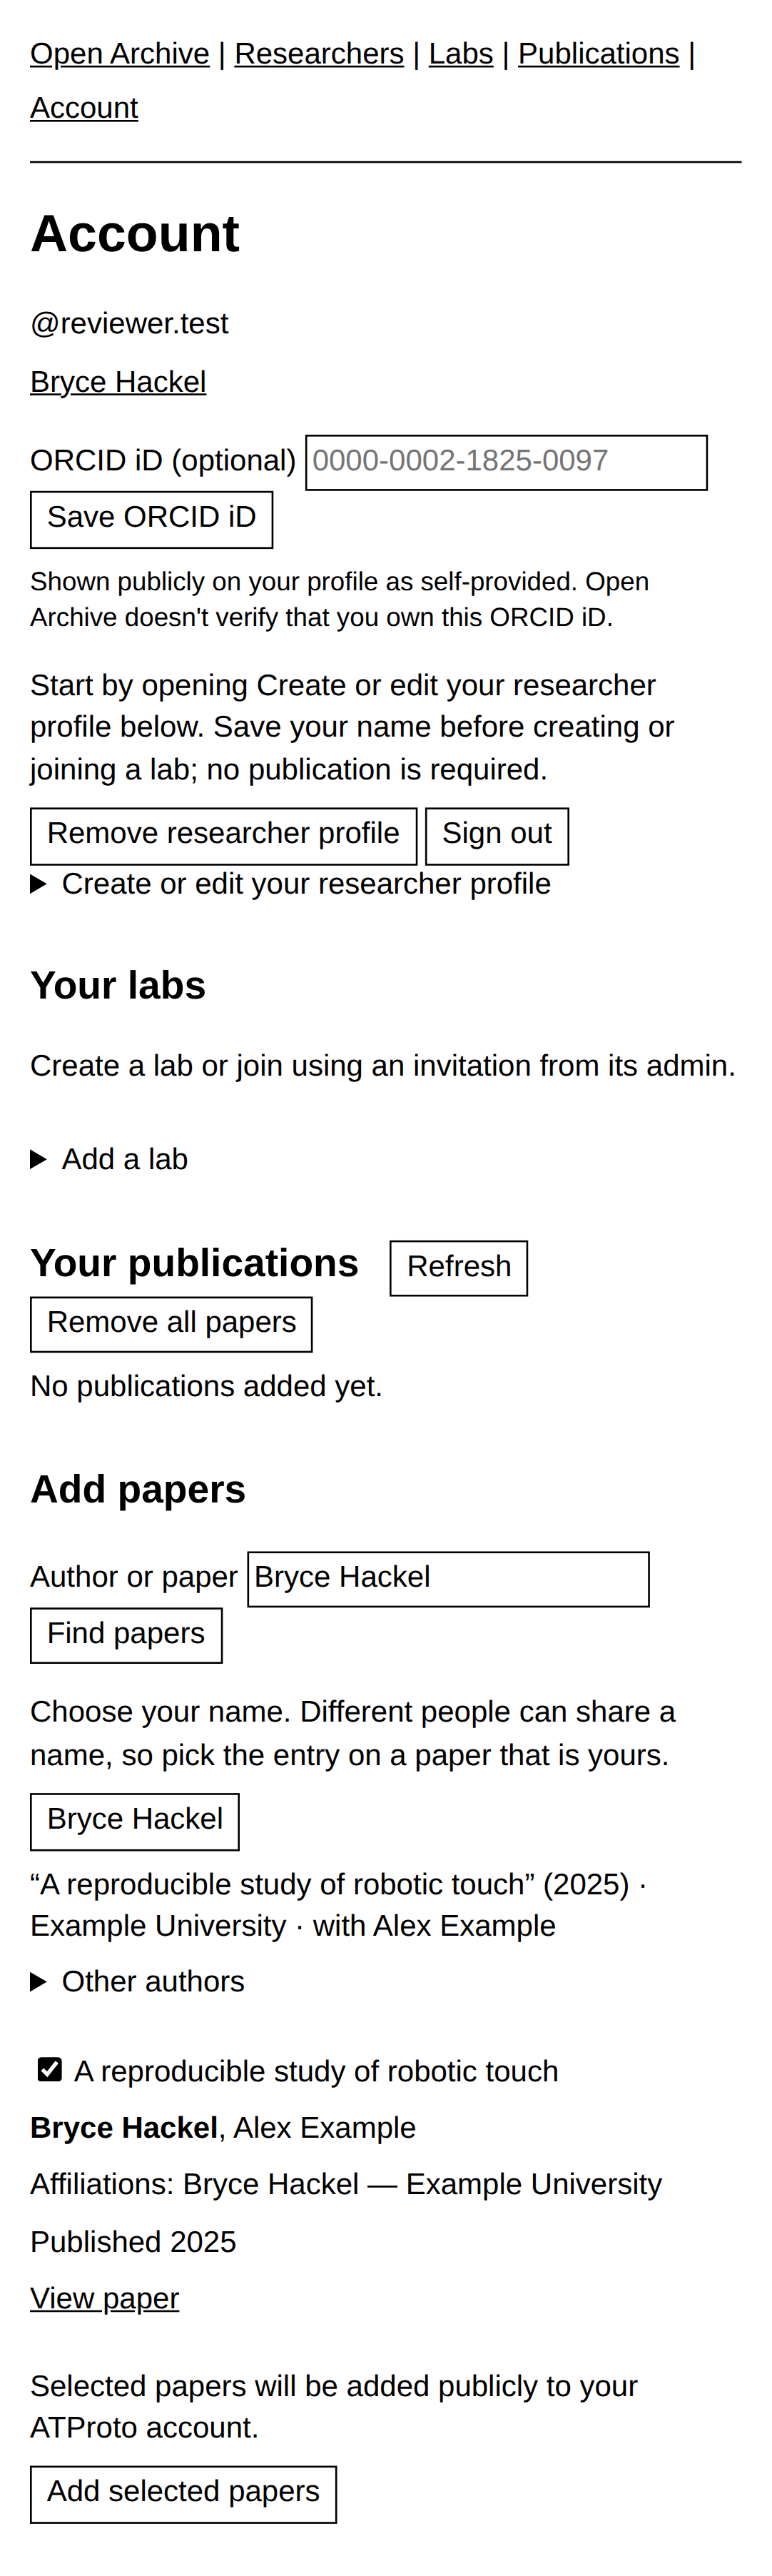 Open Archive | Researchers | Labs | Publications |
Account
Account
@reviewer.test
Bryce Hackel
ORCID iD (optional) 0000-0002-1825-0097
Save ORCID iD
Shown publicly on your profile as self-provided. Open
Archive doesn't verify that you own this ORCID iD.
Start by opening Create or edit your researcher
profile below. Save your name before creating or
joining a lab; no publication is required.
Remove researcher profile Sign out
Create or edit your researcher profile
Your labs
Create a lab or join using an invitation from its admin.
Add a lab
Your publications Refresh
Remove all papers
No publications added yet.
Add papers
Author or paper Bryce Hackel
Find papers
Choose your name. Different people can share a
name, so pick the entry on a paper that is yours.
Bryce Hackel
“A reproducible study of robotic touch” (2025) ·
Example University · with Alex Example
Other authors
A reproducible study of robotic touch
Bryce Hackel, Alex Example
Affiliations: Bryce Hackel — Example University
Published 2025
View paper
Selected papers will be added publicly to your
ATProto account.
Add selected papers